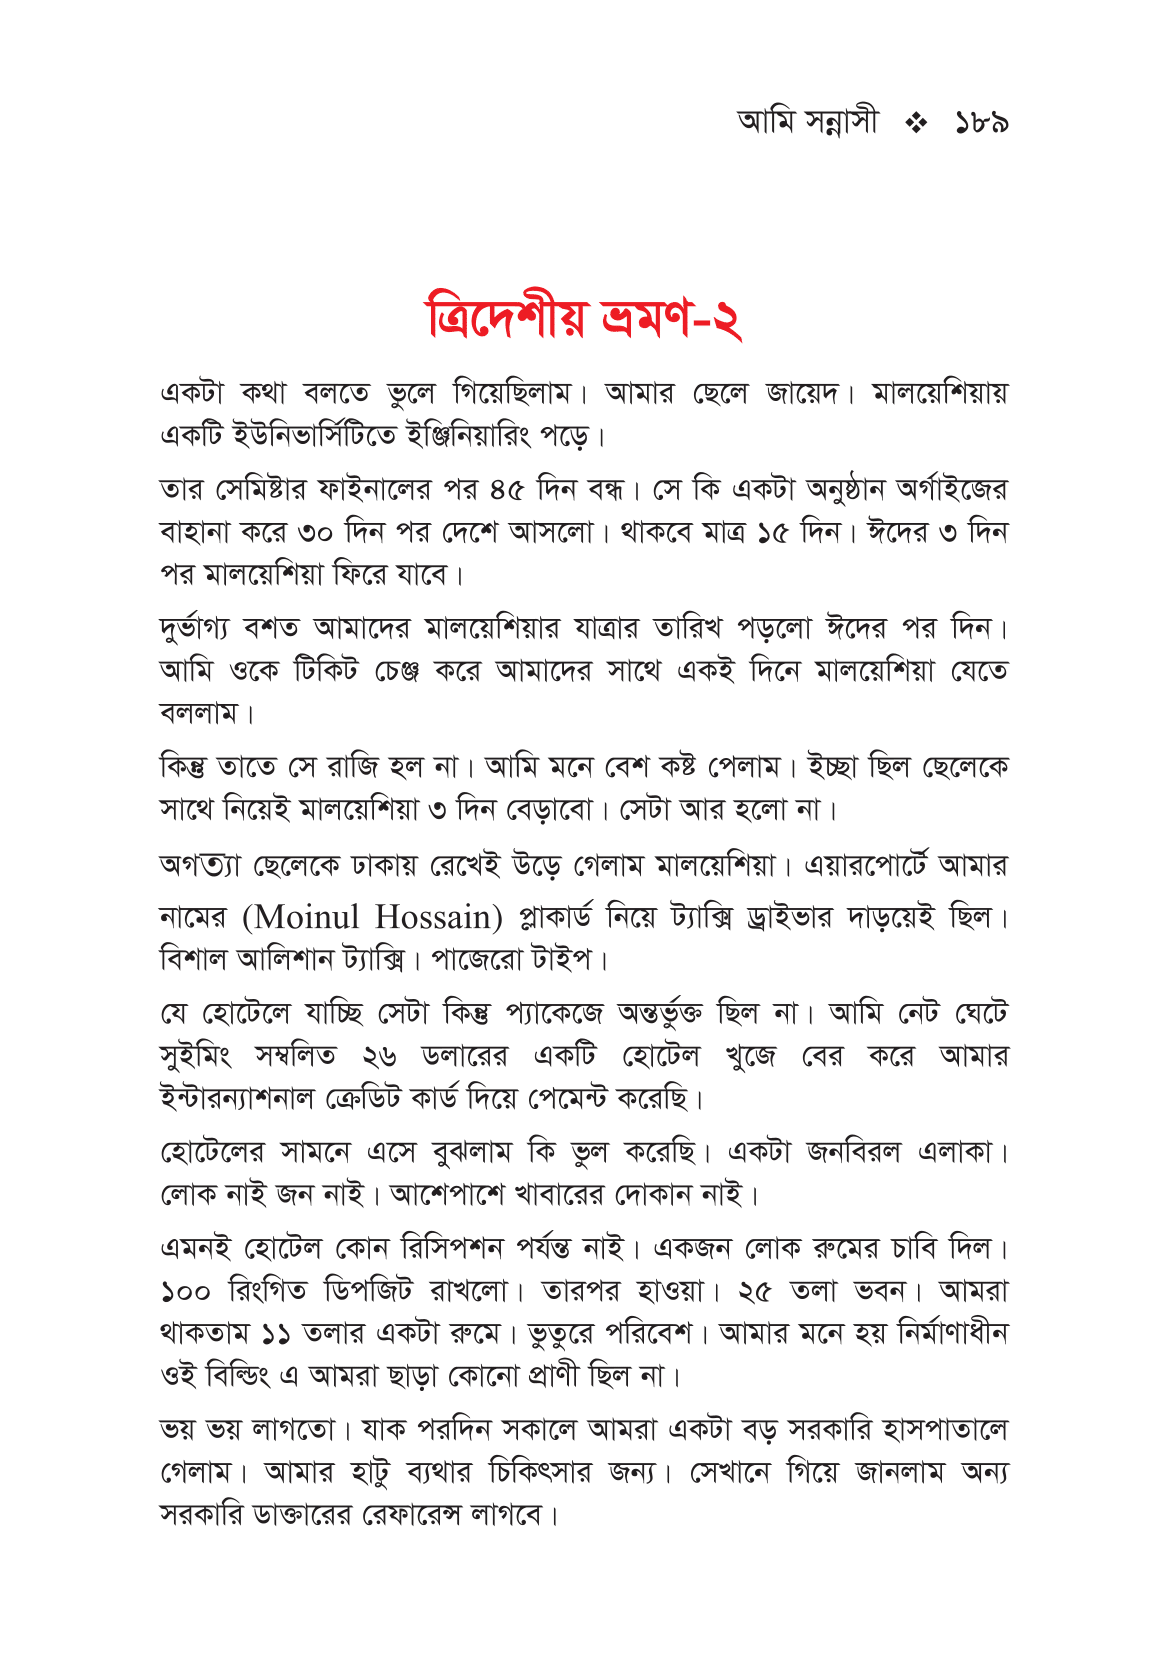 আমি সন্নাসী ❖ ১৮৯
ত্রিদেশীয় ভ্রমণ-২
একটা কথা বলতে ভুলে গিয়েছিলাম। আমার ছেলে জায়েদ। মালয়েশিয়ায়
একটি ইউনিভার্সিটিতে ইঞ্জিনিয়ারিং পড়ে।
তার সেমিষ্টার ফাইনালের পর ৪৫ দিন বন্ধ। সে কি একটা অনুষ্ঠান অর্গাইজের
বাহানা করে ৩০ দিন পর দেশে আসলো। থাকবে মাত্র ১৫ দিন। ঈদের ৩ দিন
পর মালয়েশিয়া ফিরে যাবে।
দুর্ভাগ্য বশত আমাদের মালয়েশিয়ার যাত্রার তারিখ পড়লো ঈদের পর দিন।
আমি ওকে টিকিট চেঞ্জ করে আমাদের সাথে একই দিনে মালয়েশিয়া যেতে
বললাম।
কিন্তু তাতে সে রাজি হল না। আমি মনে বেশ কষ্ট পেলাম। ইচ্ছা ছিল ছেলেকে
সাথে নিয়েই মালয়েশিয়া ৩ দিন বেড়াবো। সেটা আর হলো না।
অগত্যা ছেলেকে ঢাকায় রেখেই উড়ে গেলাম মালয়েশিয়া। এয়ারপোর্টে আমার
নামের (Moinul Hossain) প্লাকার্ড নিয়ে ট্যাক্সি ড্রাইভার দাড়য়েই ছিল।
বিশাল আলিশান ট্যাক্সি। পাজেরো টাইপ।
যে হোটেলে যাচ্ছি সেটা কিন্তু প্যাকেজে অন্তর্ভুক্ত ছিল না। আমি নেট ঘেটে
সুইমিং সম্বলিত ২৬ ডলারের একটি হোটেল খুজে বের করে আমার
ইন্টারন্যাশনাল ক্রেডিট কার্ড দিয়ে পেমেন্ট করেছি।
হোটেলের সামনে এসে বুঝলাম কি ভুল করেছি। একটা জনবিরল এলাকা।
লোক নাই জন নাই। আশেপাশে খাবারের দোকান নাই।
এমনই হোটেল কোন রিসিপশন পর্যন্ত নাই। একজন লোক রুমের চাবি দিল।
১০০ রিংগিত ডিপজিট রাখলো। তারপর হাওয়া। ২৫ তলা ভবন। আমরা
থাকতাম ১১ তলার একটা রুমে। ভুতুরে পরিবেশ। আমার মনে হয় নির্মাণাধীন
ওই বিল্ডিং এ আমরা ছাড়া কোনো প্রাণী ছিল না।
ভয় ভয় লাগতো। যাক পরদিন সকালে আমরা একটা বড় সরকারি হাসপাতালে
গেলাম। আমার হাটু ব্যথার চিকিৎসার জন্য। সেখানে গিয়ে জানলাম অন্য
সরকারি ডাক্তারের রেফারেন্স লাগবে।